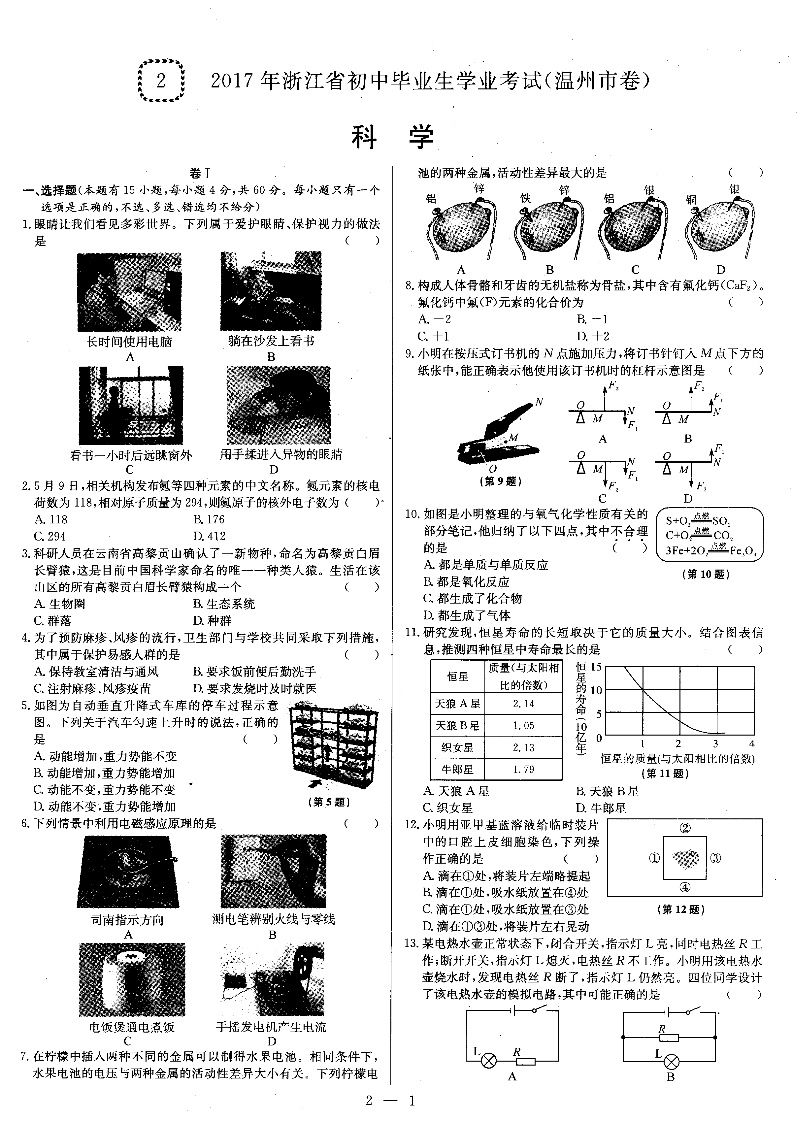 2
2017年浙江省初中毕业生学业考试(温州市卷)
科 学
卷Ⅰ
一、选择题(本题有15小题,每小题4分,共60分。每小题只有一个
选项是正确的,不选、多选、错选均不给分)
1.眼睛让我们看见多彩世界。下列属于爱护眼睛、保护视力的做法
是 ( )
长时间使用电脑
A
躺在沙发上看书
B
看书一小时后远眺窗外
C
用手揉进入异物的眼睛
D
2.5月9日,相关机构发布氭等四种元素的中文名称。
荷数为118,相对原子质量为294,则 原子的核外电子数为( )
A.118 B.176
C.294 D.412
3.科研人员在云南省高黎贡山确认了一新物种,命名为高黎贡白眉
长臂猿,这是目前中国科学家命名的唯一一种类人猿。生活在该
山区的所有高黎贡白眉长臂猿构成一个 ( )
A.生物圈 B.生态系统
C.群落 D.种群
4.为了预防麻疹、风疹的流行,卫生部门与学校共同采取下列措施,
其中属于保护易感人群的是 ( )
A.保持教室清洁与通风 B.要求饭前便后勤洗手
C.注射麻疹、风疹疫苗 D.要求发烧时及时就医
5.如图为自动垂直升降式车库的停车过程示意
图。下列关于汽车匀速上升时的说法,正确的
是 ( )
A.动能增加,重力势能不变
B.动能增加,重力势能增加
C.动能不变,重力势能不变
D.动能不变,重力势能增加
(第5题)
6.下列情景中利用电磁感应原理的是 ( )
司南指示方向
A
测电笔辨别火线与零线
B
电饭煲通电煮饭
C
手摇发电机产生电流
D
7.在柠檬中插入两种不同的金属可以制得水果电池。相同条件下,
水果电池的电压与两种金属的活动性差异大小有关。下列柠檬电
池的两种金属,活动性差异最大的是 ( )
铝 锌 铁 锌 铝 银 铜 银
A B C D
8.构成人体骨骼和牙齿的无机盐称为骨盐,其中含有氟化钙(CaF₂)。
氟化钙中氟(F)元素的化合价为 ( )
A.-2 B.-1
C.+1 D.+2
9.小明在按压式订书机的N点施加压力,将订书针钉入M点下方的
纸张中,能正确表示他使用该订书机时的杠杆示意图是 ( )
N
M
O
(第9题)
O M F₂ N F₁
A
O M F₂ F₁ N
B
O M N F₂ F₁
C
O M F₁ N F₂
D
10.如图是小明整理的与氧气化学性质有关的
部分笔记,他归纳了以下四点,其中不合理
的是 ( )
A.都是单质与单质反应
B.都是氧化反应
C.都生成了化合物
D.都生成了气体
S+O₂ 点燃 SO₂
C+O₂ 点燃 CO₂
3Fe+2O₂ 点燃 Fe₃O₄
(第10题)
11.研究发现,恒星寿命的长短取决于它的质量大小。结合图表信
息,推测四种恒星中寿命最长的是 ( )
恒星 质量(与太阳相比的倍数)
天狼A星 2.14
天狼B星 1.05
织女星 2.13
牛郎星 1.79
恒星的寿命(10亿年)
15
10
5
0
1 2 3 4
恒星的质量(与太阳相比的倍数)
(第11题)
A.天狼A星 B.天狼B星
C.织女星 D.牛郎星
12.小明用亚甲基蓝溶液给临时装片
中的口腔上皮细胞染色,下列操
作正确的是 ( )
A.滴在①处,将装片左端略提起
B.滴在①处,吸水纸放置在④处
C.滴在①处,吸水纸放置在③处
D.滴在①③处,将装片左右晃动
②
① ③
④
(第12题)
13.某电热水壶正常状态下,闭合开关,指示灯L亮,同时电热丝R工
作;断开开关,指示灯L熄灭,电热丝R不工作。小明用该电热水
壶烧水时,发现电热丝R断了,指示灯L仍然亮。四位同学设计
了该电热水壶的模拟电路,其中可能正确的是 ( )
L R
A
R
L
B
2 — 1